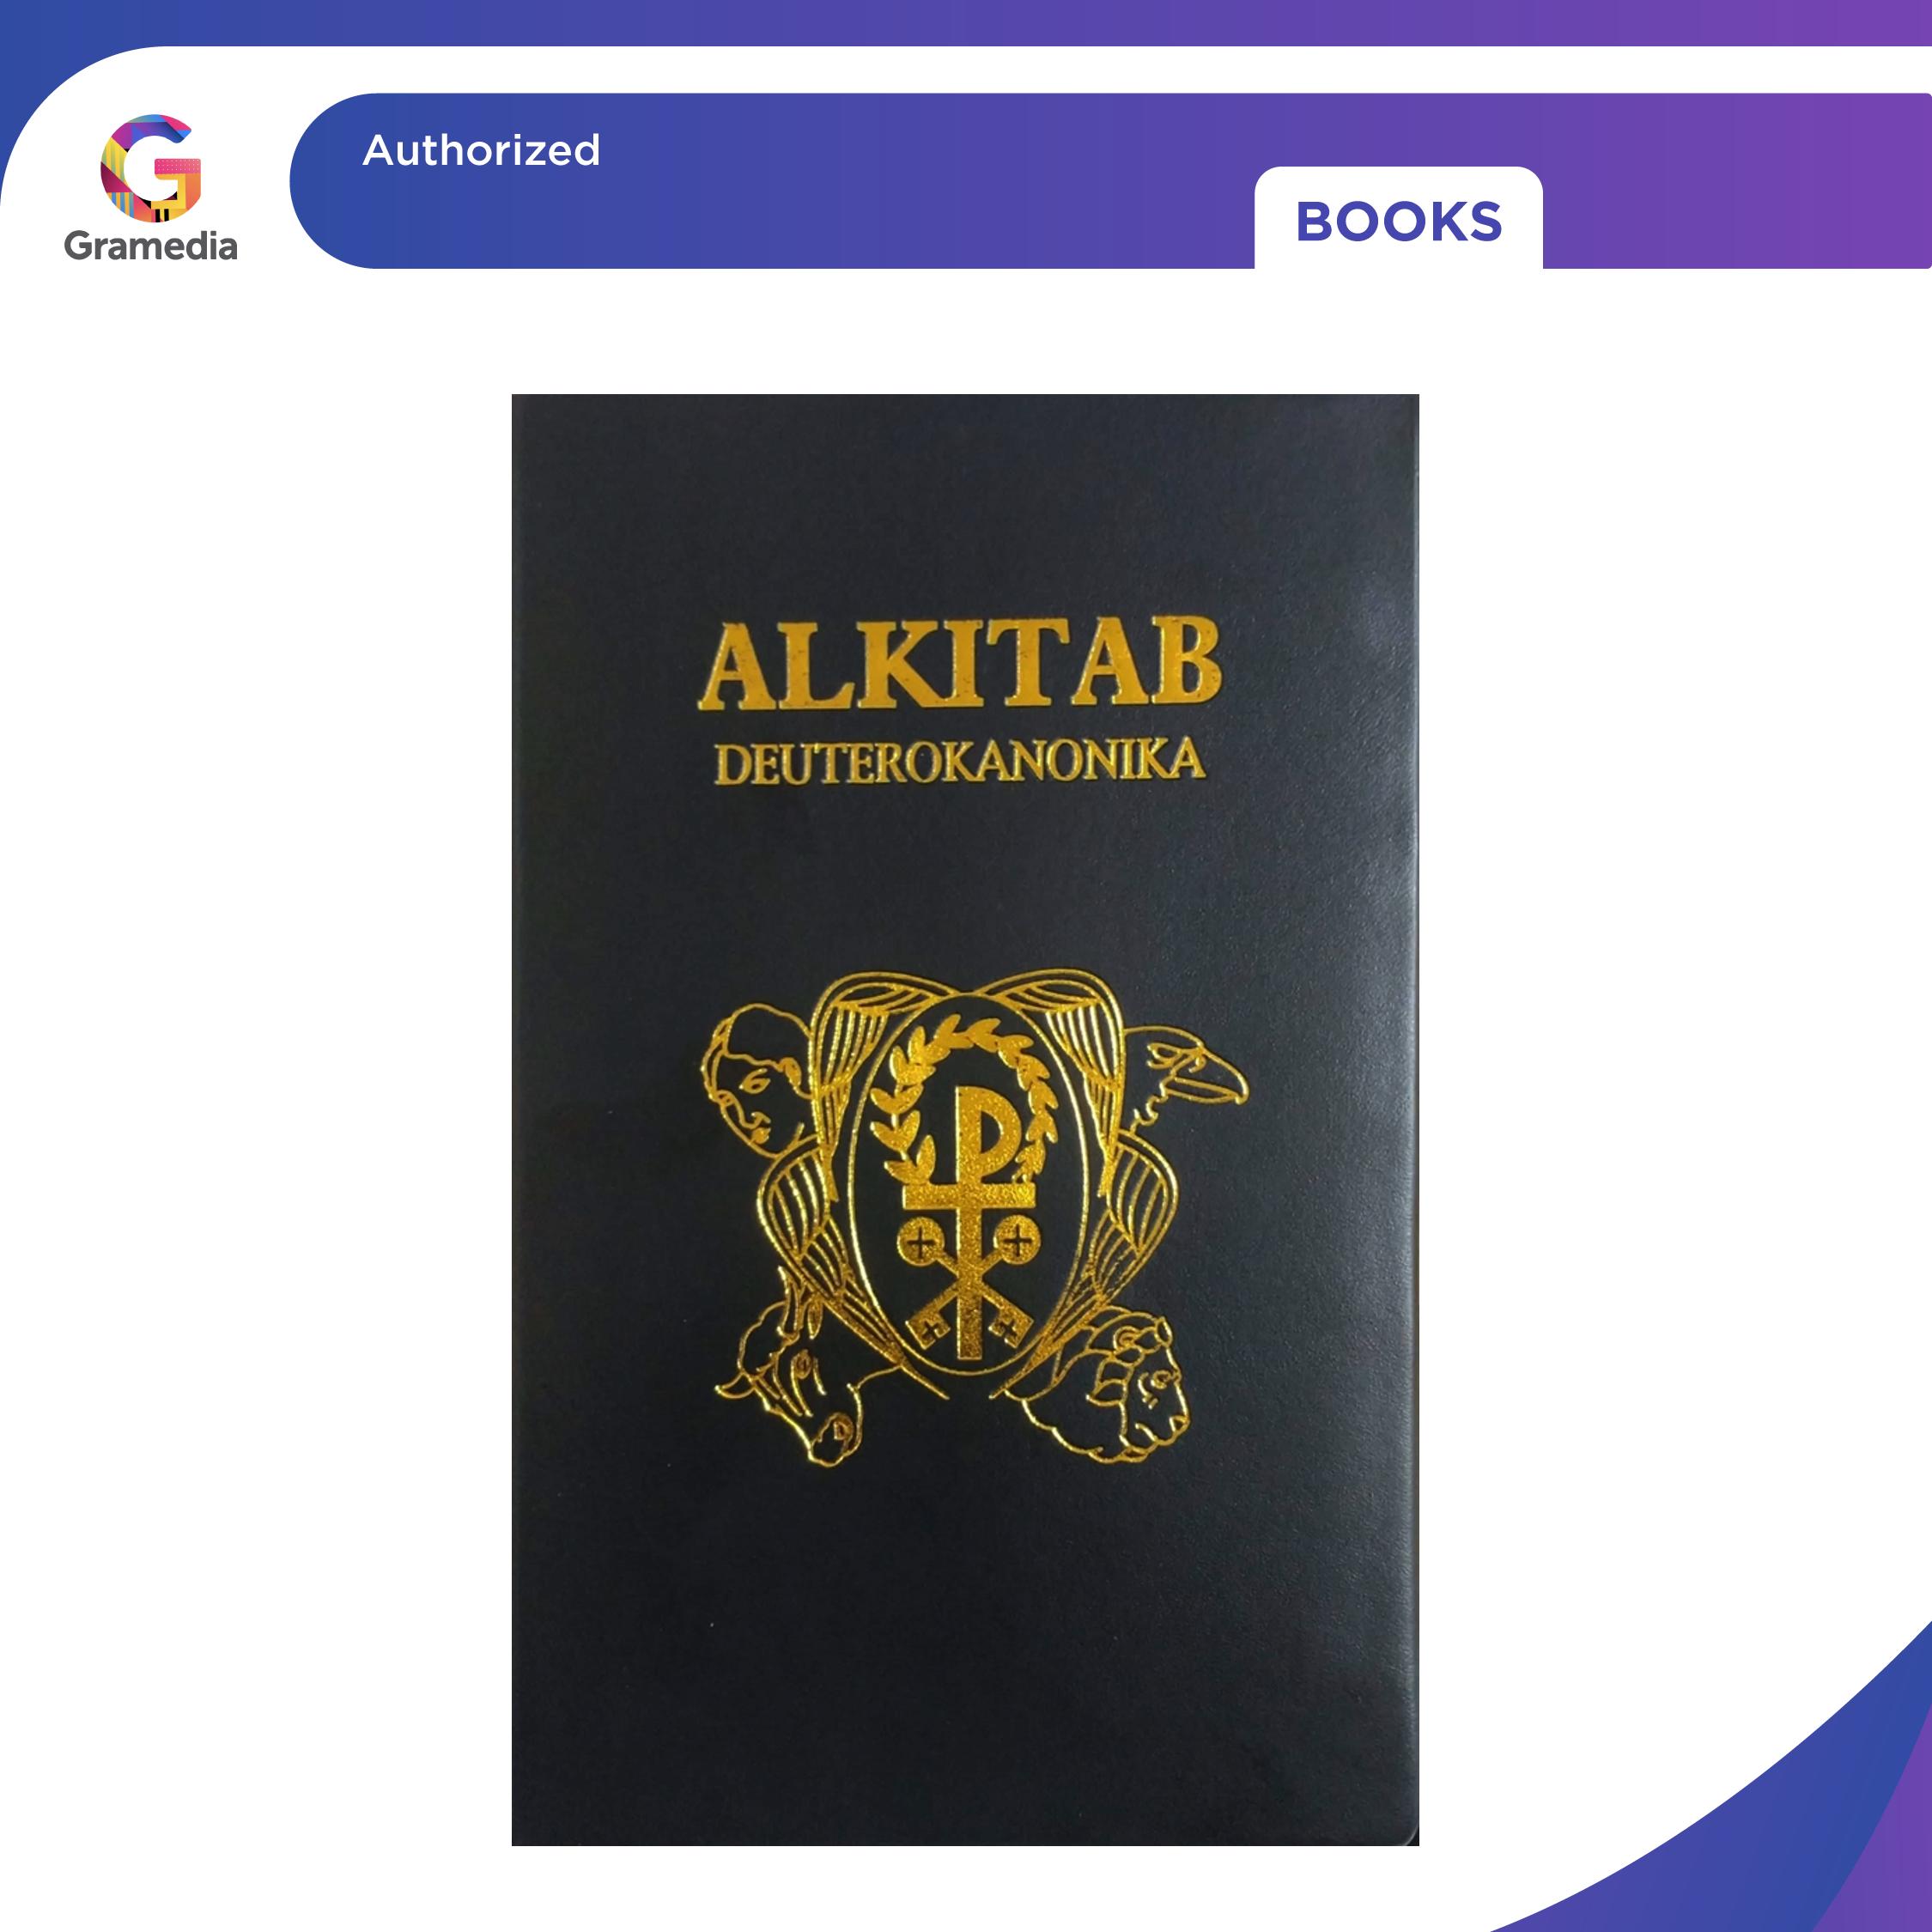 Authorized
Gramedia
BOOKS
ALKITAB
DEUTEROKANONIKA